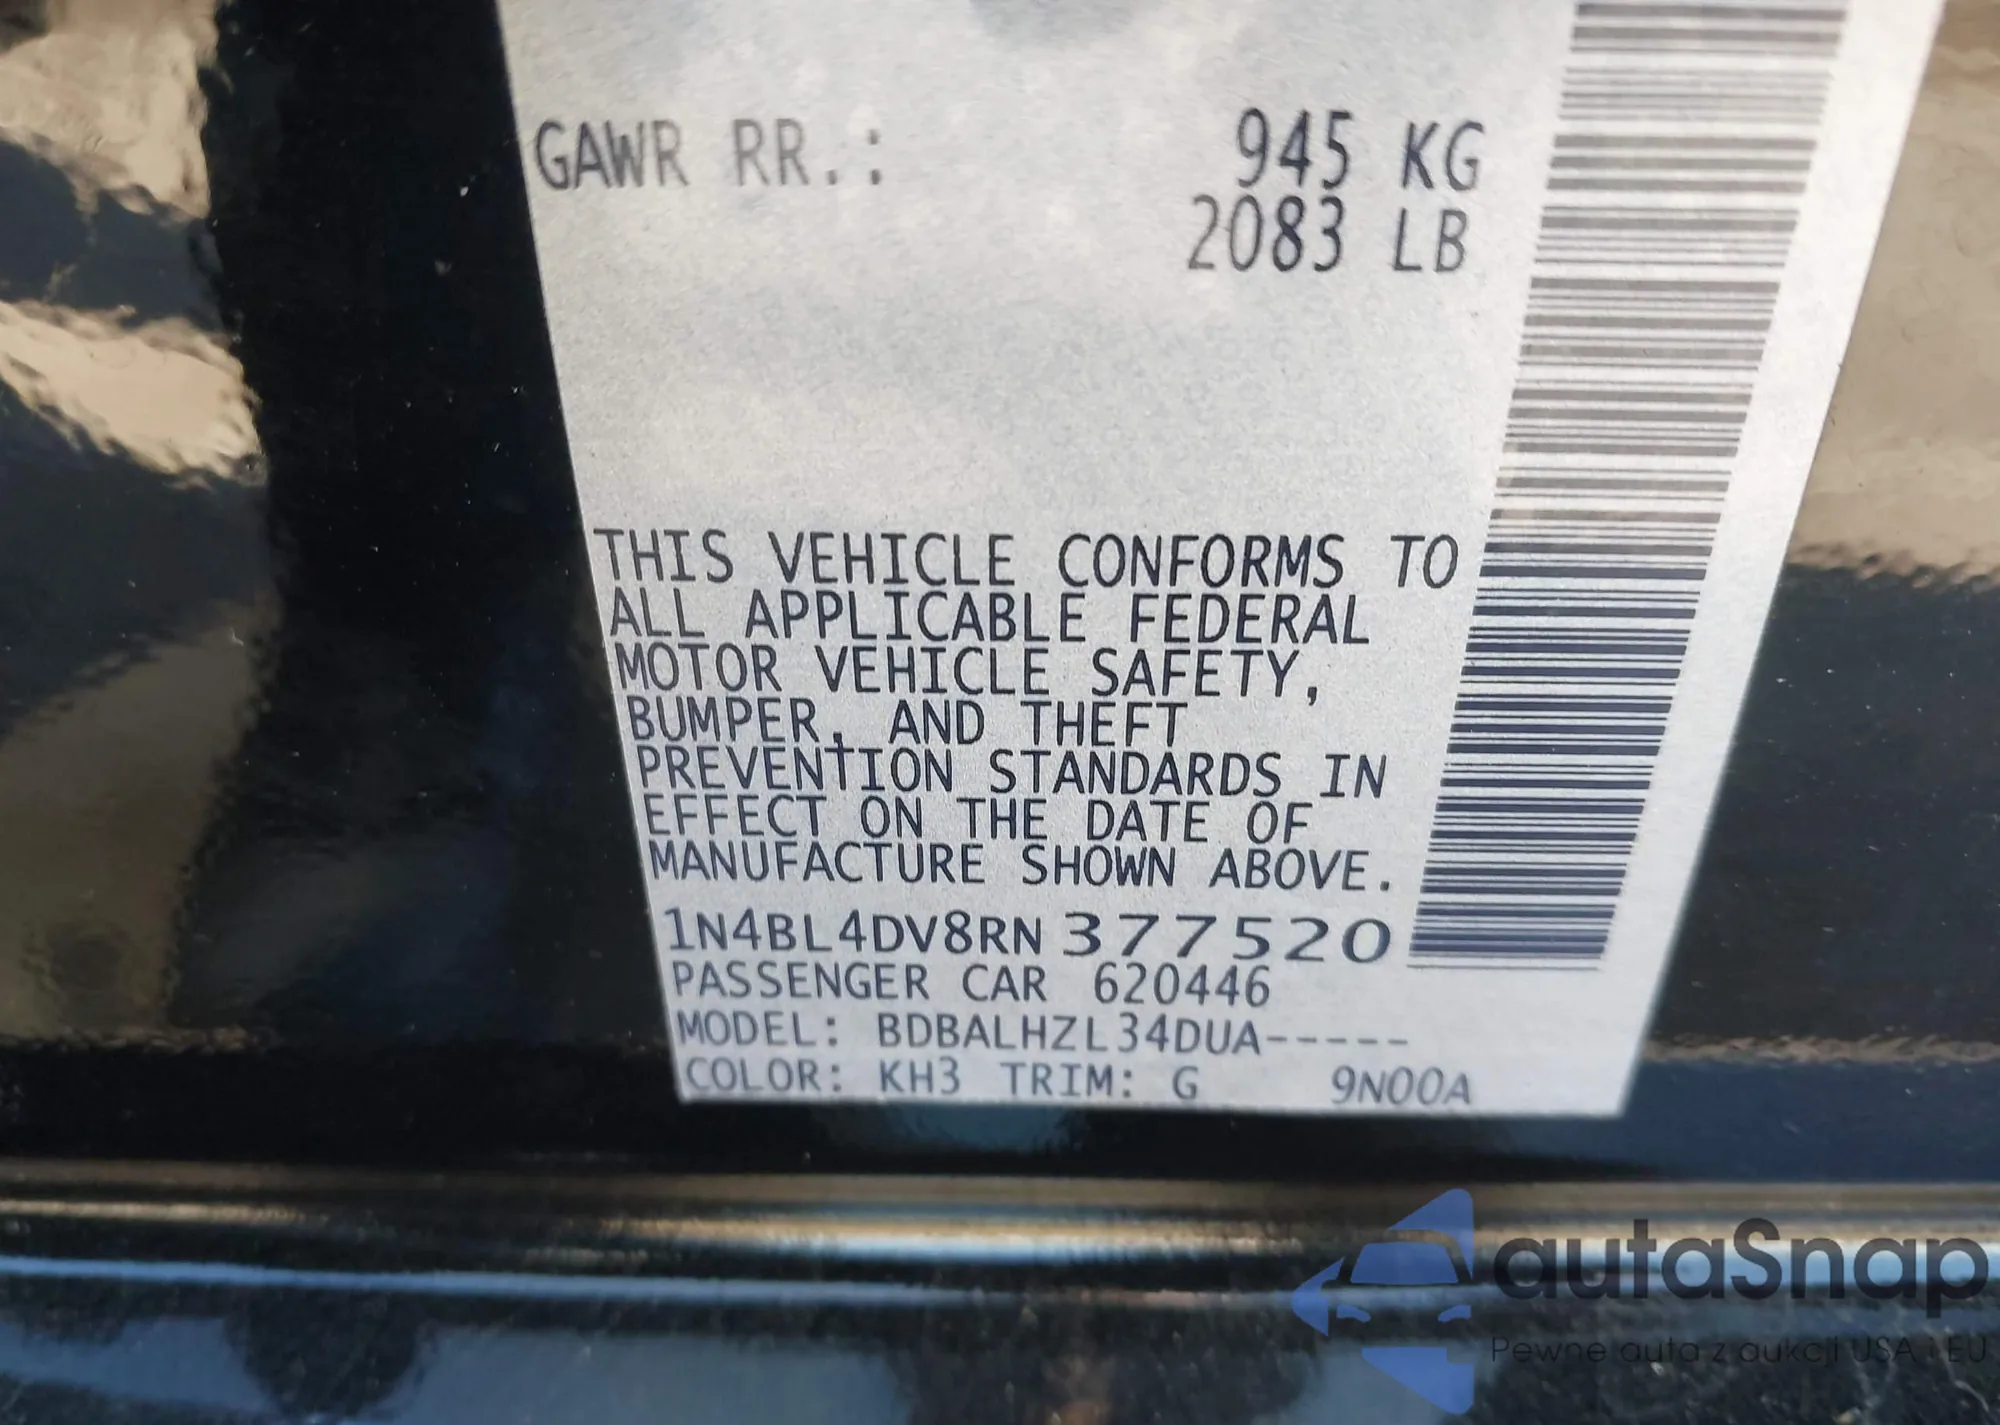 GAWR RR.: 945 KG
2083 LB
THIS VEHICLE CONFORMS TO
ALL APPLICABLE FEDERAL
MOTOR VEHICLE SAFETY,
BUMPER, AND THEFT
PREVENTION STANDARDS IN
EFFECT ON THE DATE OF
MANUFACTURE SHOWN ABOVE.
1N4BL4DV8RN377520
PASSENGER CAR 620446
MODEL: BDBALHZL34DUA-----
COLOR: KH3 TRIM: G 9N00A
autaSnap
Pewne auta z aukcji USA i EU